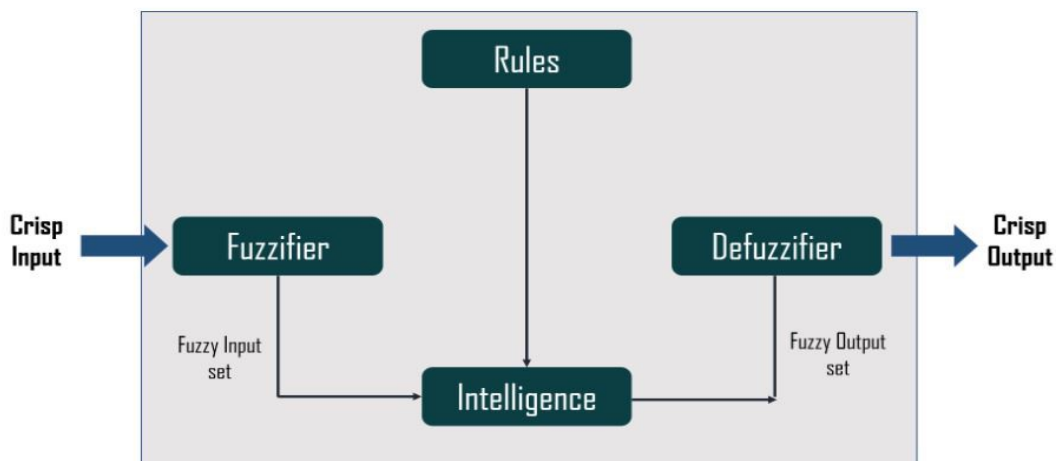 Rules
Crisp
Input
Fuzzifier
Defuzzifier
Crisp
Output
Fuzzy Input
set
Fuzzy Output
set
Intelligence